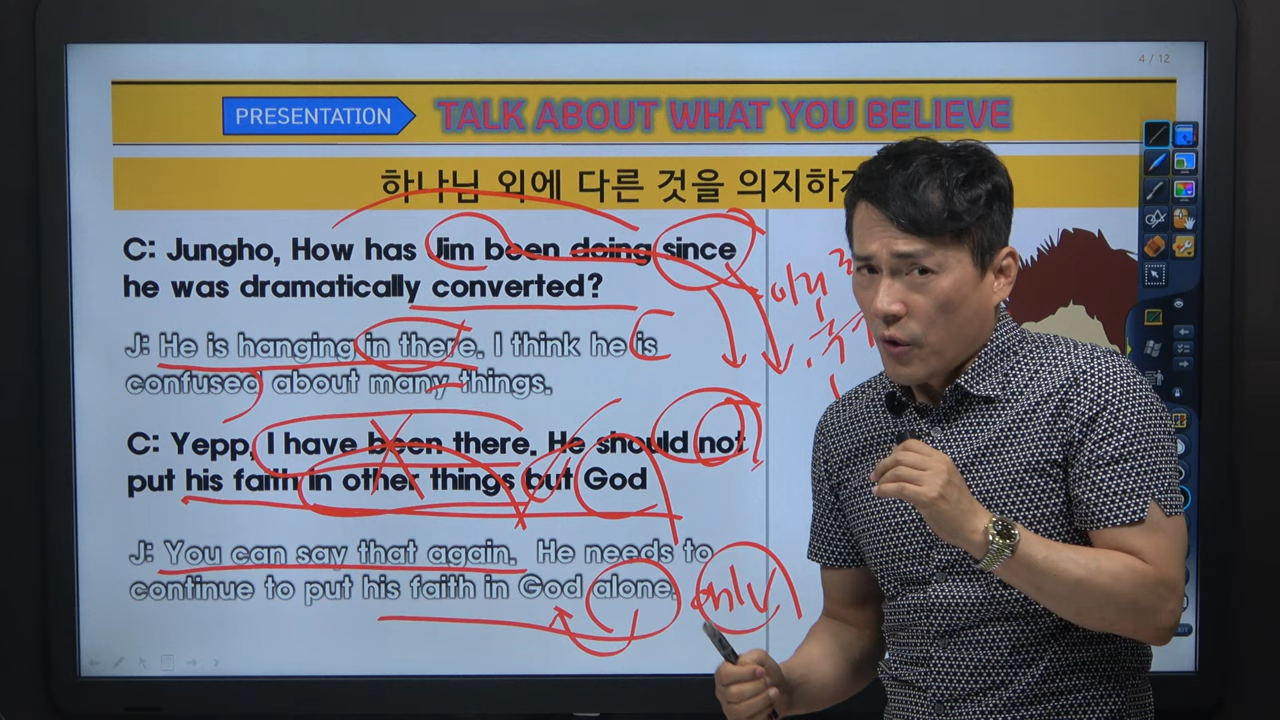 4 / 12
PRESENTATION
TALK ABOUT WHAT YOU BELIEVE
하나님 외에 다른 것을 의지하
C: Jungho, How has Jim been doing since
he was dramatically converted?
J: He is hanging in there. I think he is
confused about many things.
C: Yepp, I have been there. He should not
put his faith in other things but God
J: You can say that again. He needs to
continue to put his faith in God alone.
only